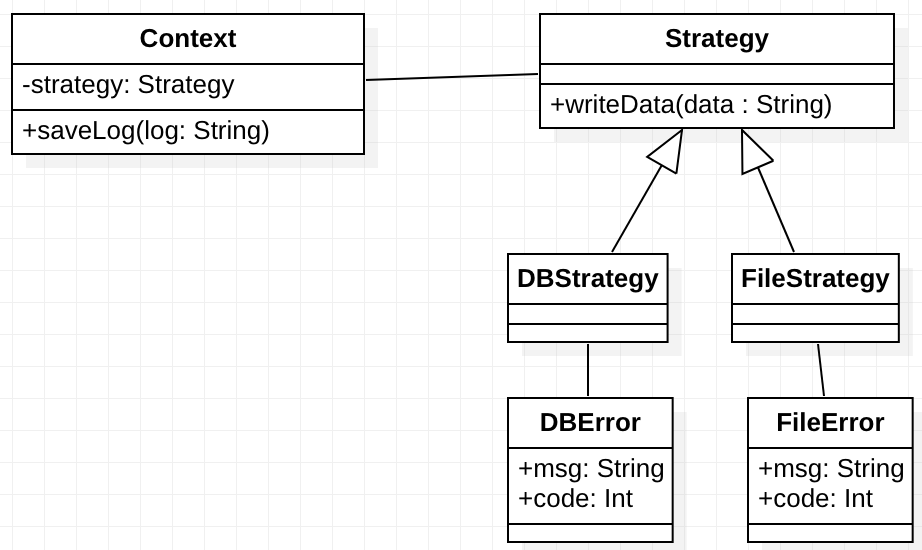 Context
-strategy: Strategy
+saveLog(log: String)
Strategy
+writeData(data : String)
DBStrategy
FileStrategy
DBError
+msg: String
+code: Int
FileError
+msg: String
+code: Int